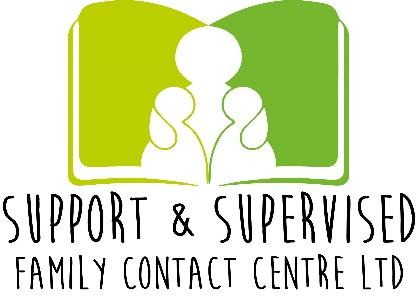 SUPPORT & SUPERVISED
FAMILY CONTACT CENTRE LTD